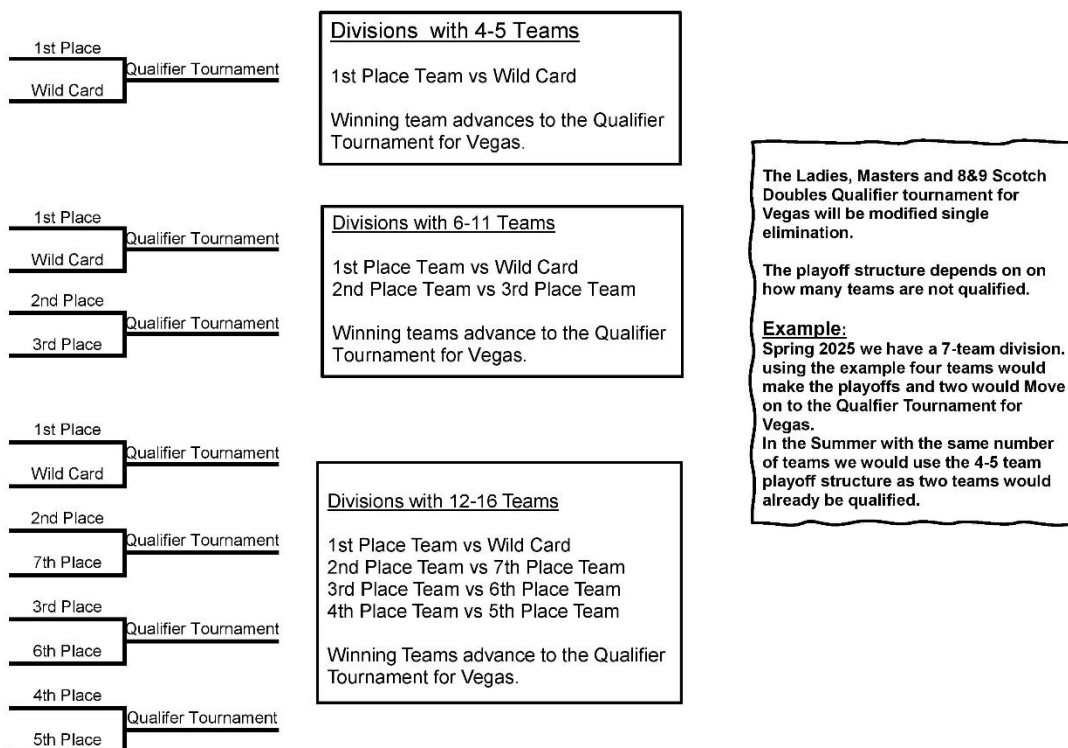 1st Place
Qualifier Tournament
Wild Card
Divisions  with 4-5 Teams
1st Place Team vs Wild Card
Winning team advances to the Qualifier
Tournament for Vegas.
1st Place
Qualifier Tournament
Wild Card
2nd Place
Qualifier Tournament
3rd Place
Divisions with 6-11 Teams
1st Place Team vs Wild Card
2nd Place Team vs 3rd Place Team
Winning teams advance to the Qualifier
Tournament for Vegas.
1st Place
Qualifier Tournament
Wild Card
2nd Place
Qualifier Tournament
7th Place
3rd Place
Qualifier Tournament
6th Place
4th Place
Qualifer Tournament
5th Place
Divisions with 12-16 Teams
1st Place Team vs Wild Card
2nd Place Team vs 7th Place Team
3rd Place Team vs 6th Place Team
4th Place Team vs 5th Place Team
Winning Teams advance to the Qualifier
Tournament for Vegas.
The Ladies, Masters and 8&9 Scotch
Doubles Qualifier tournament for
Vegas will be modified single
elimination.
The playoff structure depends on on
how many teams are not qualified.
Example:
Spring 2025 we have a 7-team division.
using the example four teams would
make the playoffs and two would Move
on to the Qualfier Tournament for
Vegas.
In the Summer with the same number
of teams we would use the 4-5 team
playoff structure as two teams would
already be qualified.